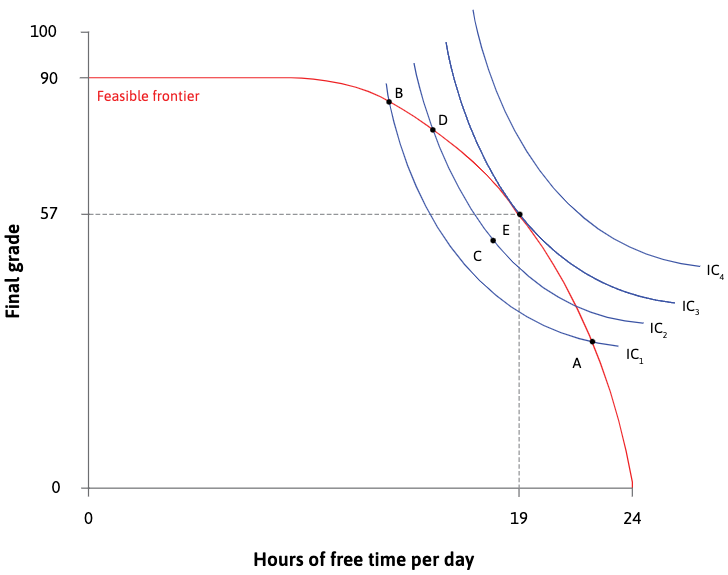 100
90
Feasible frontier
B
D
57
E
C
Final grade
IC4
IC3
IC2
IC1
A
0
0
19
24
Hours of free time per day